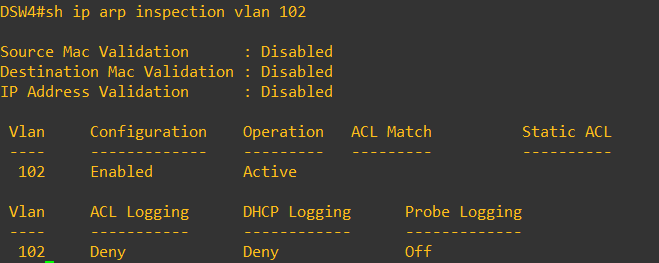 DSW4#sh ip arp inspection vlan 102
Source Mac Validation : Disabled
Destination Mac Validation : Disabled
IP Address Validation : Disabled
Vlan Configuration Operation ACL Match Static ACL
---- ------------- --------- --------- ----------
102 Enabled Active
Vlan ACL Logging DHCP Logging Probe Logging
---- ----------- ------------ -------------
102 Deny Deny Off